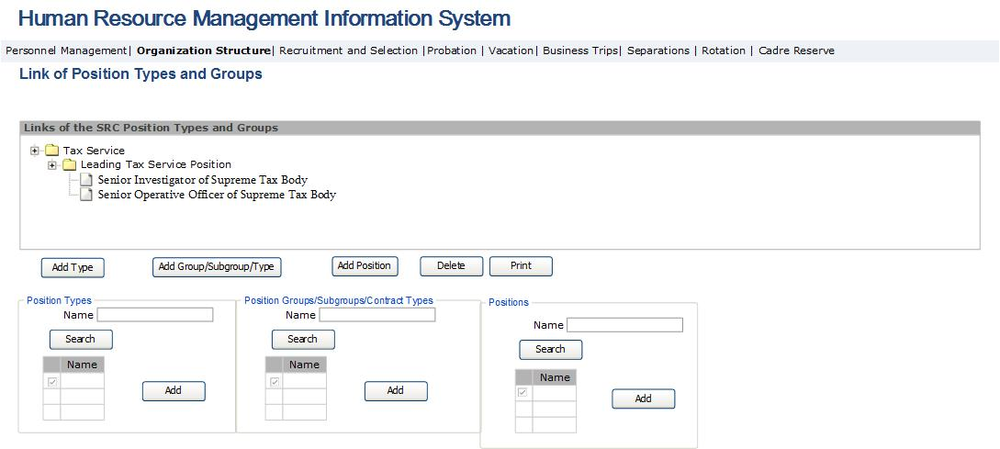 Human Resource Management Information System
Personnel Management| Organization Structure| Recruitment and Selection |Probation | Vacation| Business Trips| Separations | Rotation | Cadre Reserve
Link of Position Types and Groups
Links of the SRC Position Types and Groups
Tax Service
Leading Tax Service Position
Senior Investigator of Supreme Tax Body
Senior Operative Officer of Supreme Tax Body
Add Type Add Group/Subgroup/Type Add Position Delete Print
Position Types
Name
Search
Name
Add
Position Groups/Subgroups/Contract Types
Name
Search
Name
Add
Positions
Name
Search
Name
Add